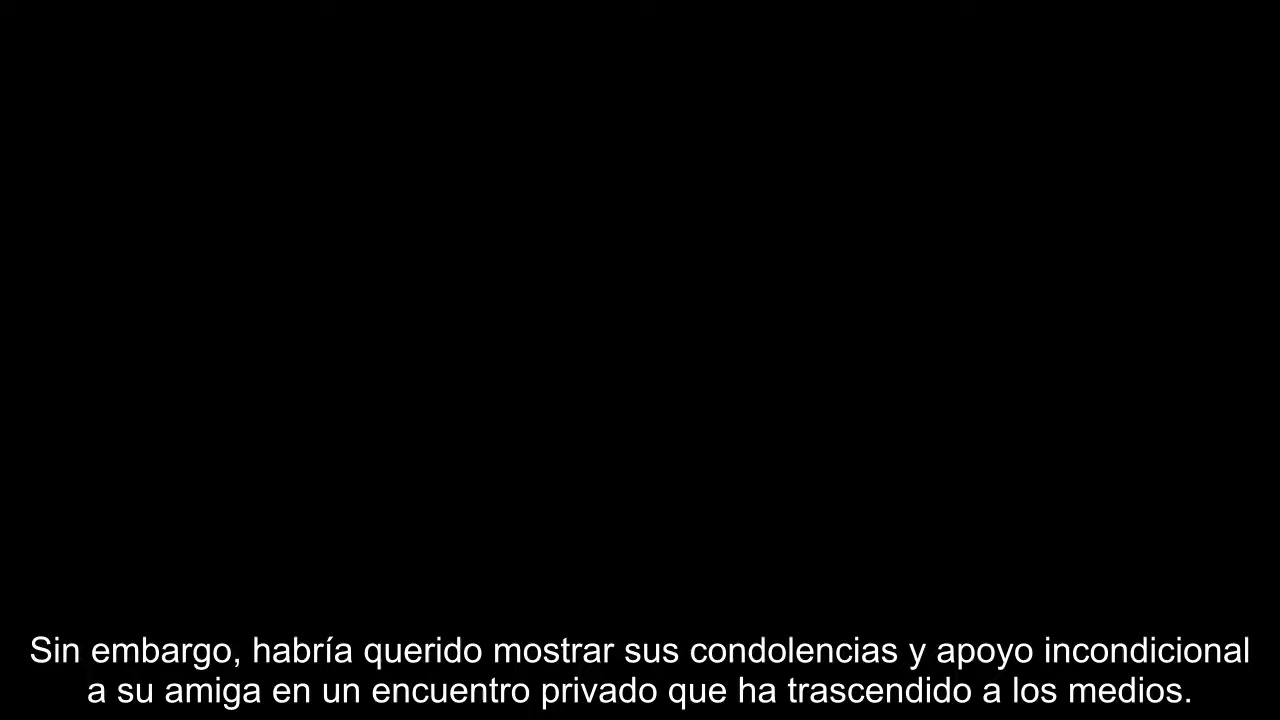 Sin embargo, habría querido mostrar sus condolencias y apoyo incondicional
a su amiga en un encuentro privado que ha trascendido a los medios.